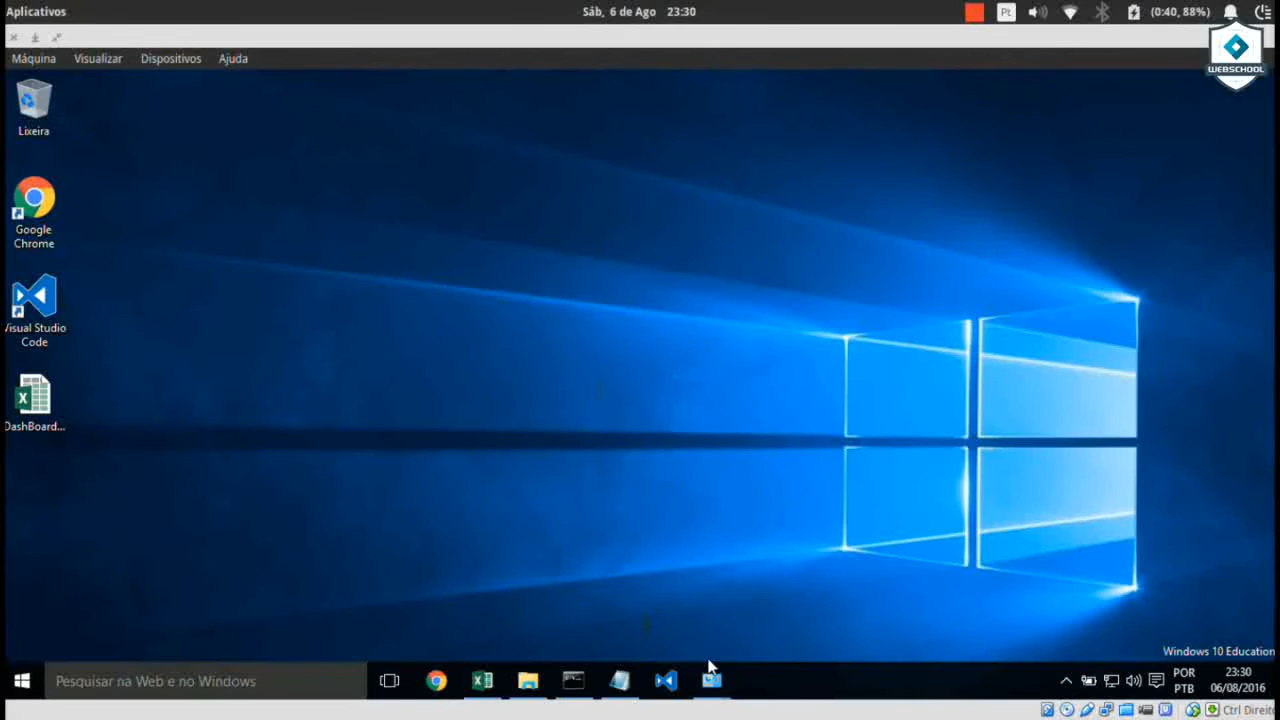 Aplicativos
Sáb, 6 de Ago 23:30
Pt
(0:40, 88%)
WEBSCHOOL
Máquina Visualizar Dispositivos Ajuda
Lixeira
Google
Chrome
Visual Studio
Code
DashBoard...
Windows 10 Education
Pesquisar na Web e no Windows
POR
PTB
23:30
06/08/2016
Ctrl Direito